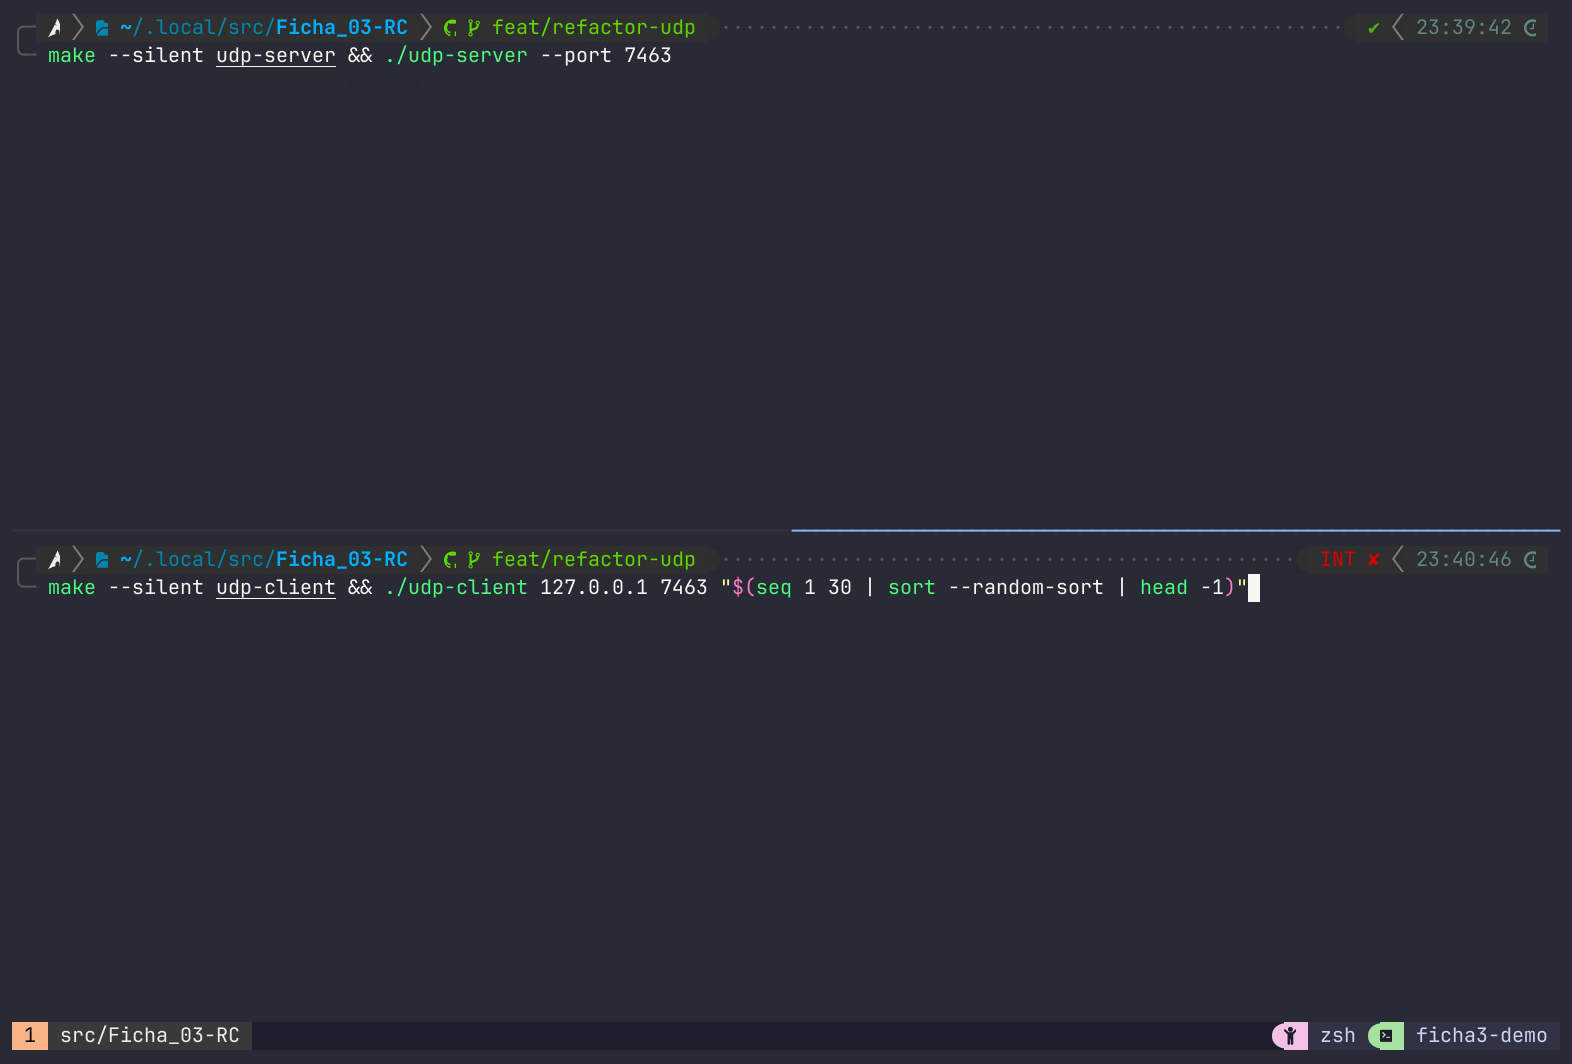 ~/.local/src/Ficha_03-RC feat/refactor-udp ✔ 23:39:42
make --silent udp-server && ./udp-server --port 7463
~/.local/src/Ficha_03-RC feat/refactor-udp INT ✘ 23:40:46
make --silent udp-client && ./udp-client 127.0.0.1 7463 "$(seq 1 30 | sort --random-sort | head -1)"
1 src/Ficha_03-RC zsh ficha3-demo